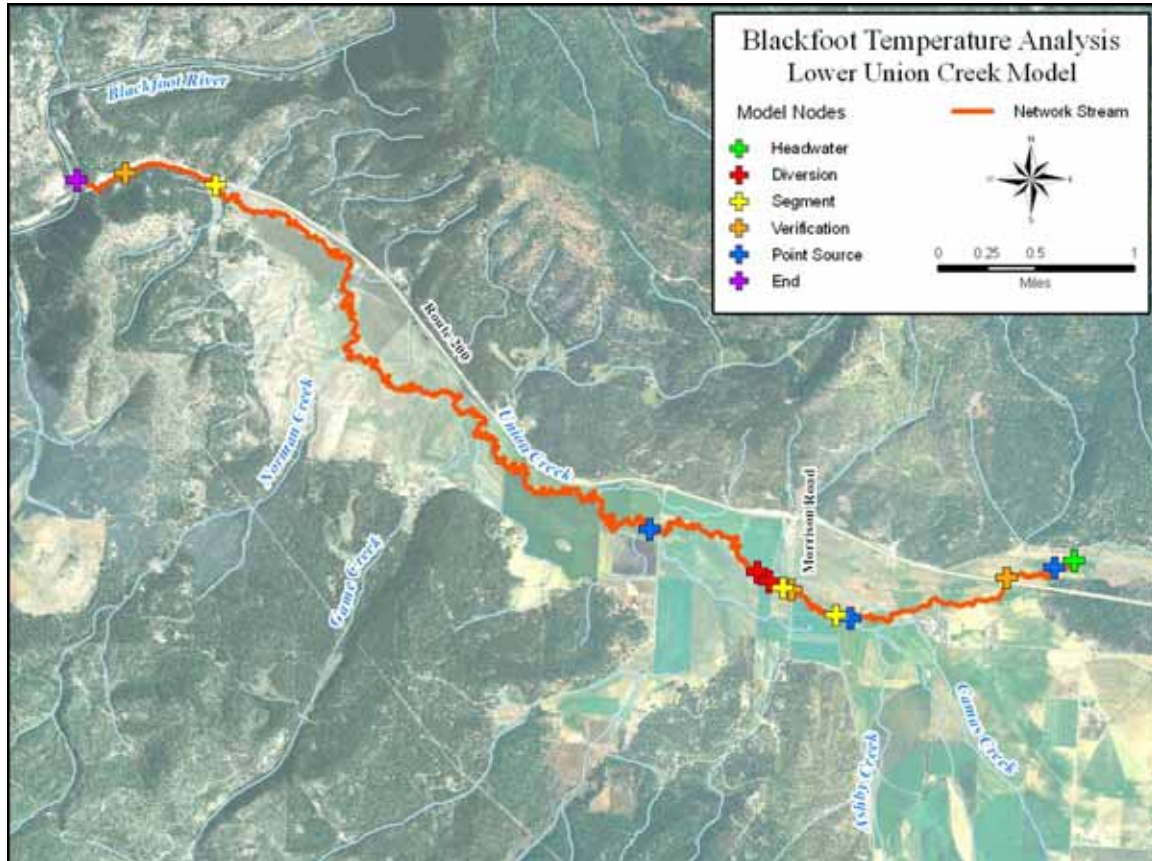 Blackfoot Temperature Analysis
Lower Union Creek Model
Model Nodes
Network Stream
Headwater
Diversion
Segment
Verification
Point Source
End
N
W
E
S
0 0.25 0.5 1
Miles
Blackfoot River
Route 200
Norman Creek
Union Creek
Game Creek
Morrison Road
Ashby Creek
Camas Creek